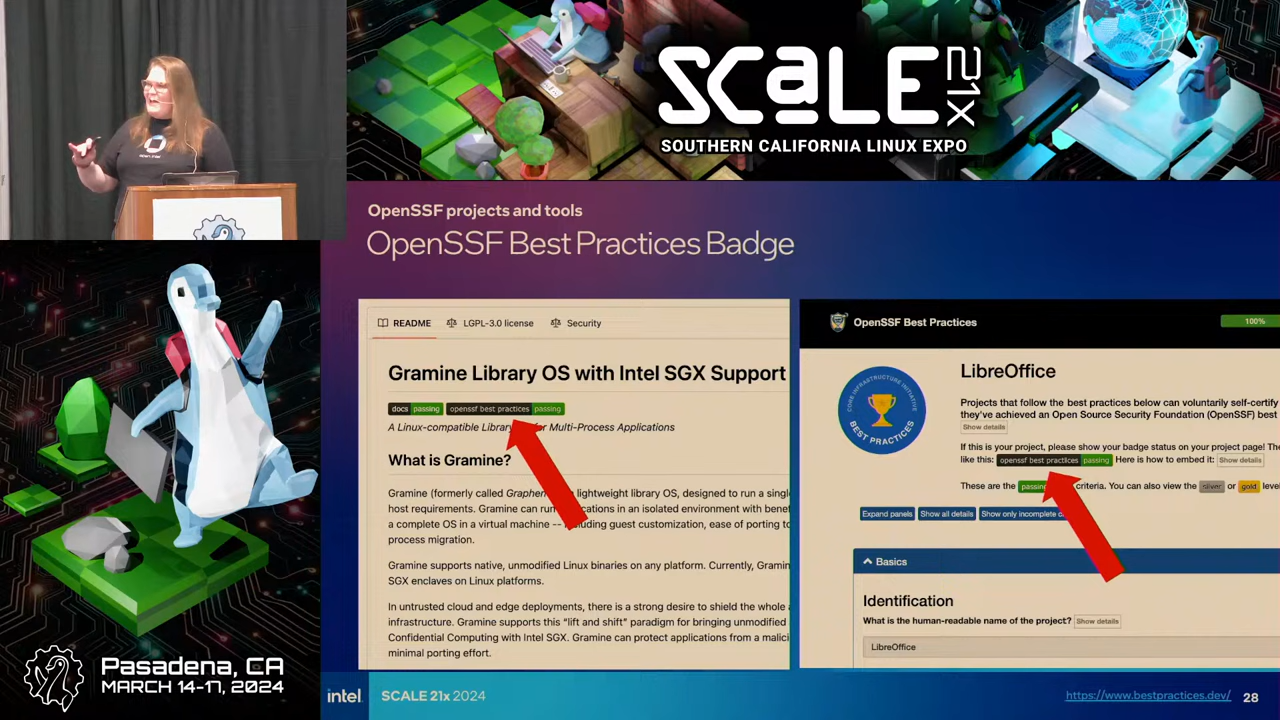 SCaLE 21x
SOUTHERN CALIFORNIA LINUX EXPO
OpenSSF projects and tools
OpenSSF Best Practices Badge
README LGPL-3.0 license Security
Gramine Library OS with Intel SGX Support
docs passing openssf best practices passing
A Linux-compatible Library for Multi-Process Applications
What is Gramine?
Gramine (formerly called Graphen lightweight library OS, designed to run a singl
host requirements. Gramine can run ications in an isolated environment with benef
a complete OS in a virtual machine -- including guest customization, ease of porting to
process migration.
Gramine supports native, unmodified Linux binaries on any platform. Currently, Gramin
SGX enclaves on Linux platforms.
In untrusted cloud and edge deployments, there is a strong desire to shield the whole a
infrastructure. Gramine supports this “lift and shift” paradigm for bringing unmodified
Confidential Computing with Intel SGX. Gramine can protect applications from a malici
minimal porting effort.
OpenSSF Best Practices 100%
CORE INFRASTRUCTURE INITIATIVE
BEST PRACTICES
LibreOffice
Projects that follow the best practices below can voluntarily self-certify
they've achieved an Open Source Security Foundation (OpenSSF) best
Show details
If this is your project, please show your badge status on your project page! The
like this: openssf best practices passing Here is how to embed it: Show details
These are the passing criteria. You can also view the silver or gold leve
Expand panels Show all details Show only incomplete c
Basics
Identification
What is the human-readable name of the project? Show details
LibreOffice
Pasadena, CA
MARCH 14-17, 2024
intel. SCALE 21x 2024 https://www.bestpractices.dev/ 28